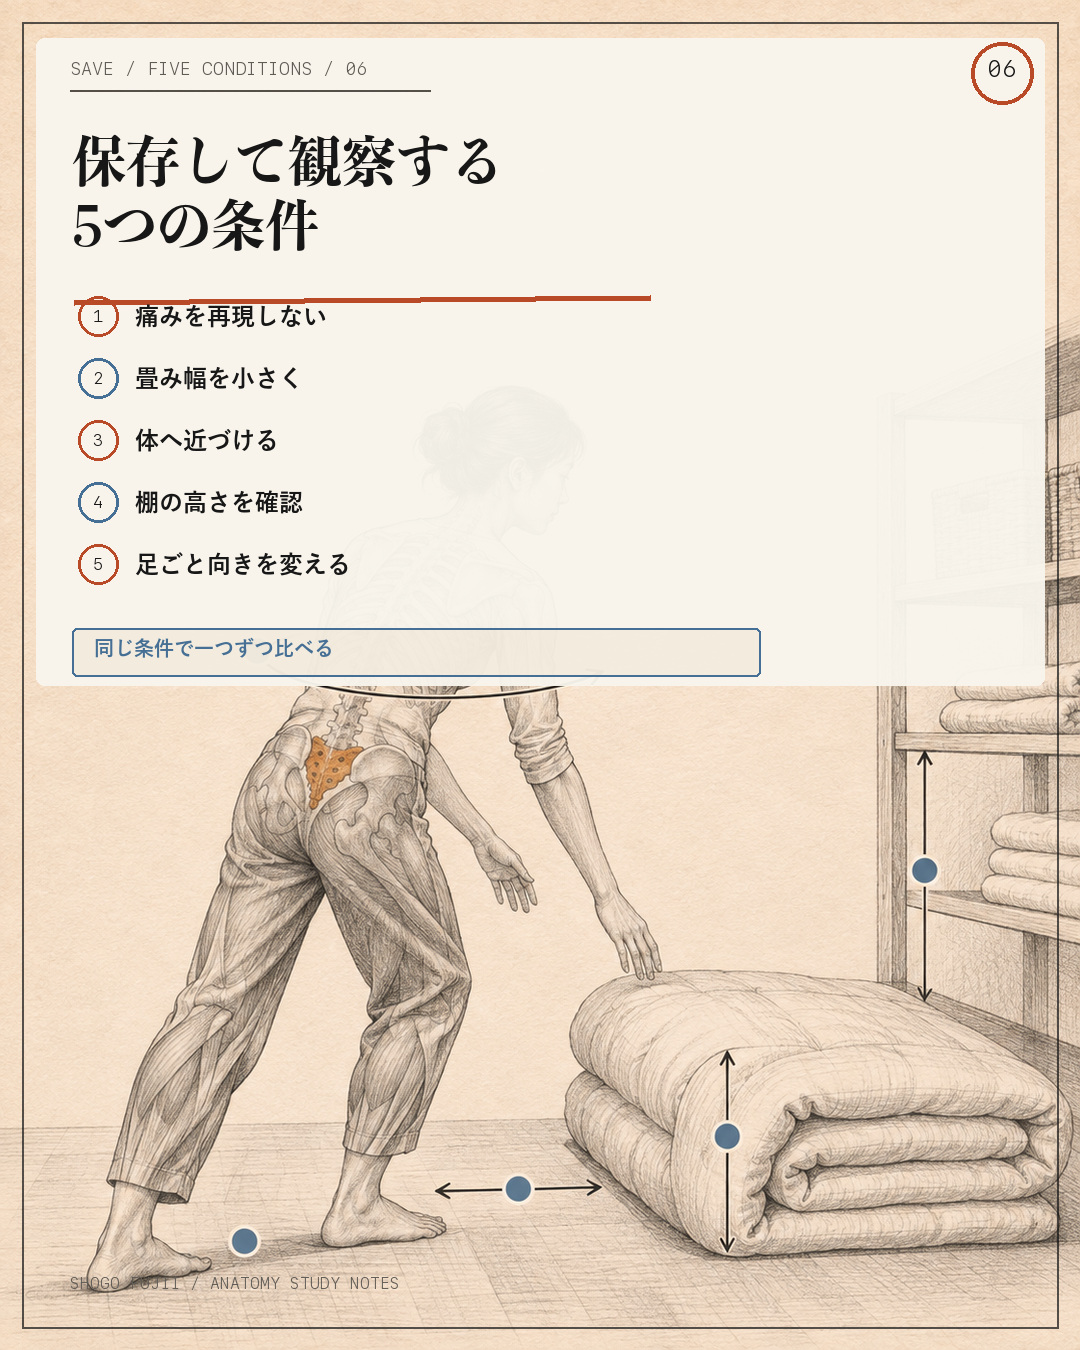 SAVE / FIVE CONDITIONS / 06
06
保存して観察する
5つの条件
1 痛みを再現しない
2 畳み幅を小さく
3 体へ近づける
4 棚の高さを確認
5 足ごと向きを変える
同じ条件で一つずつ比べる
SHOGO FUJII / ANATOMY STUDY NOTES